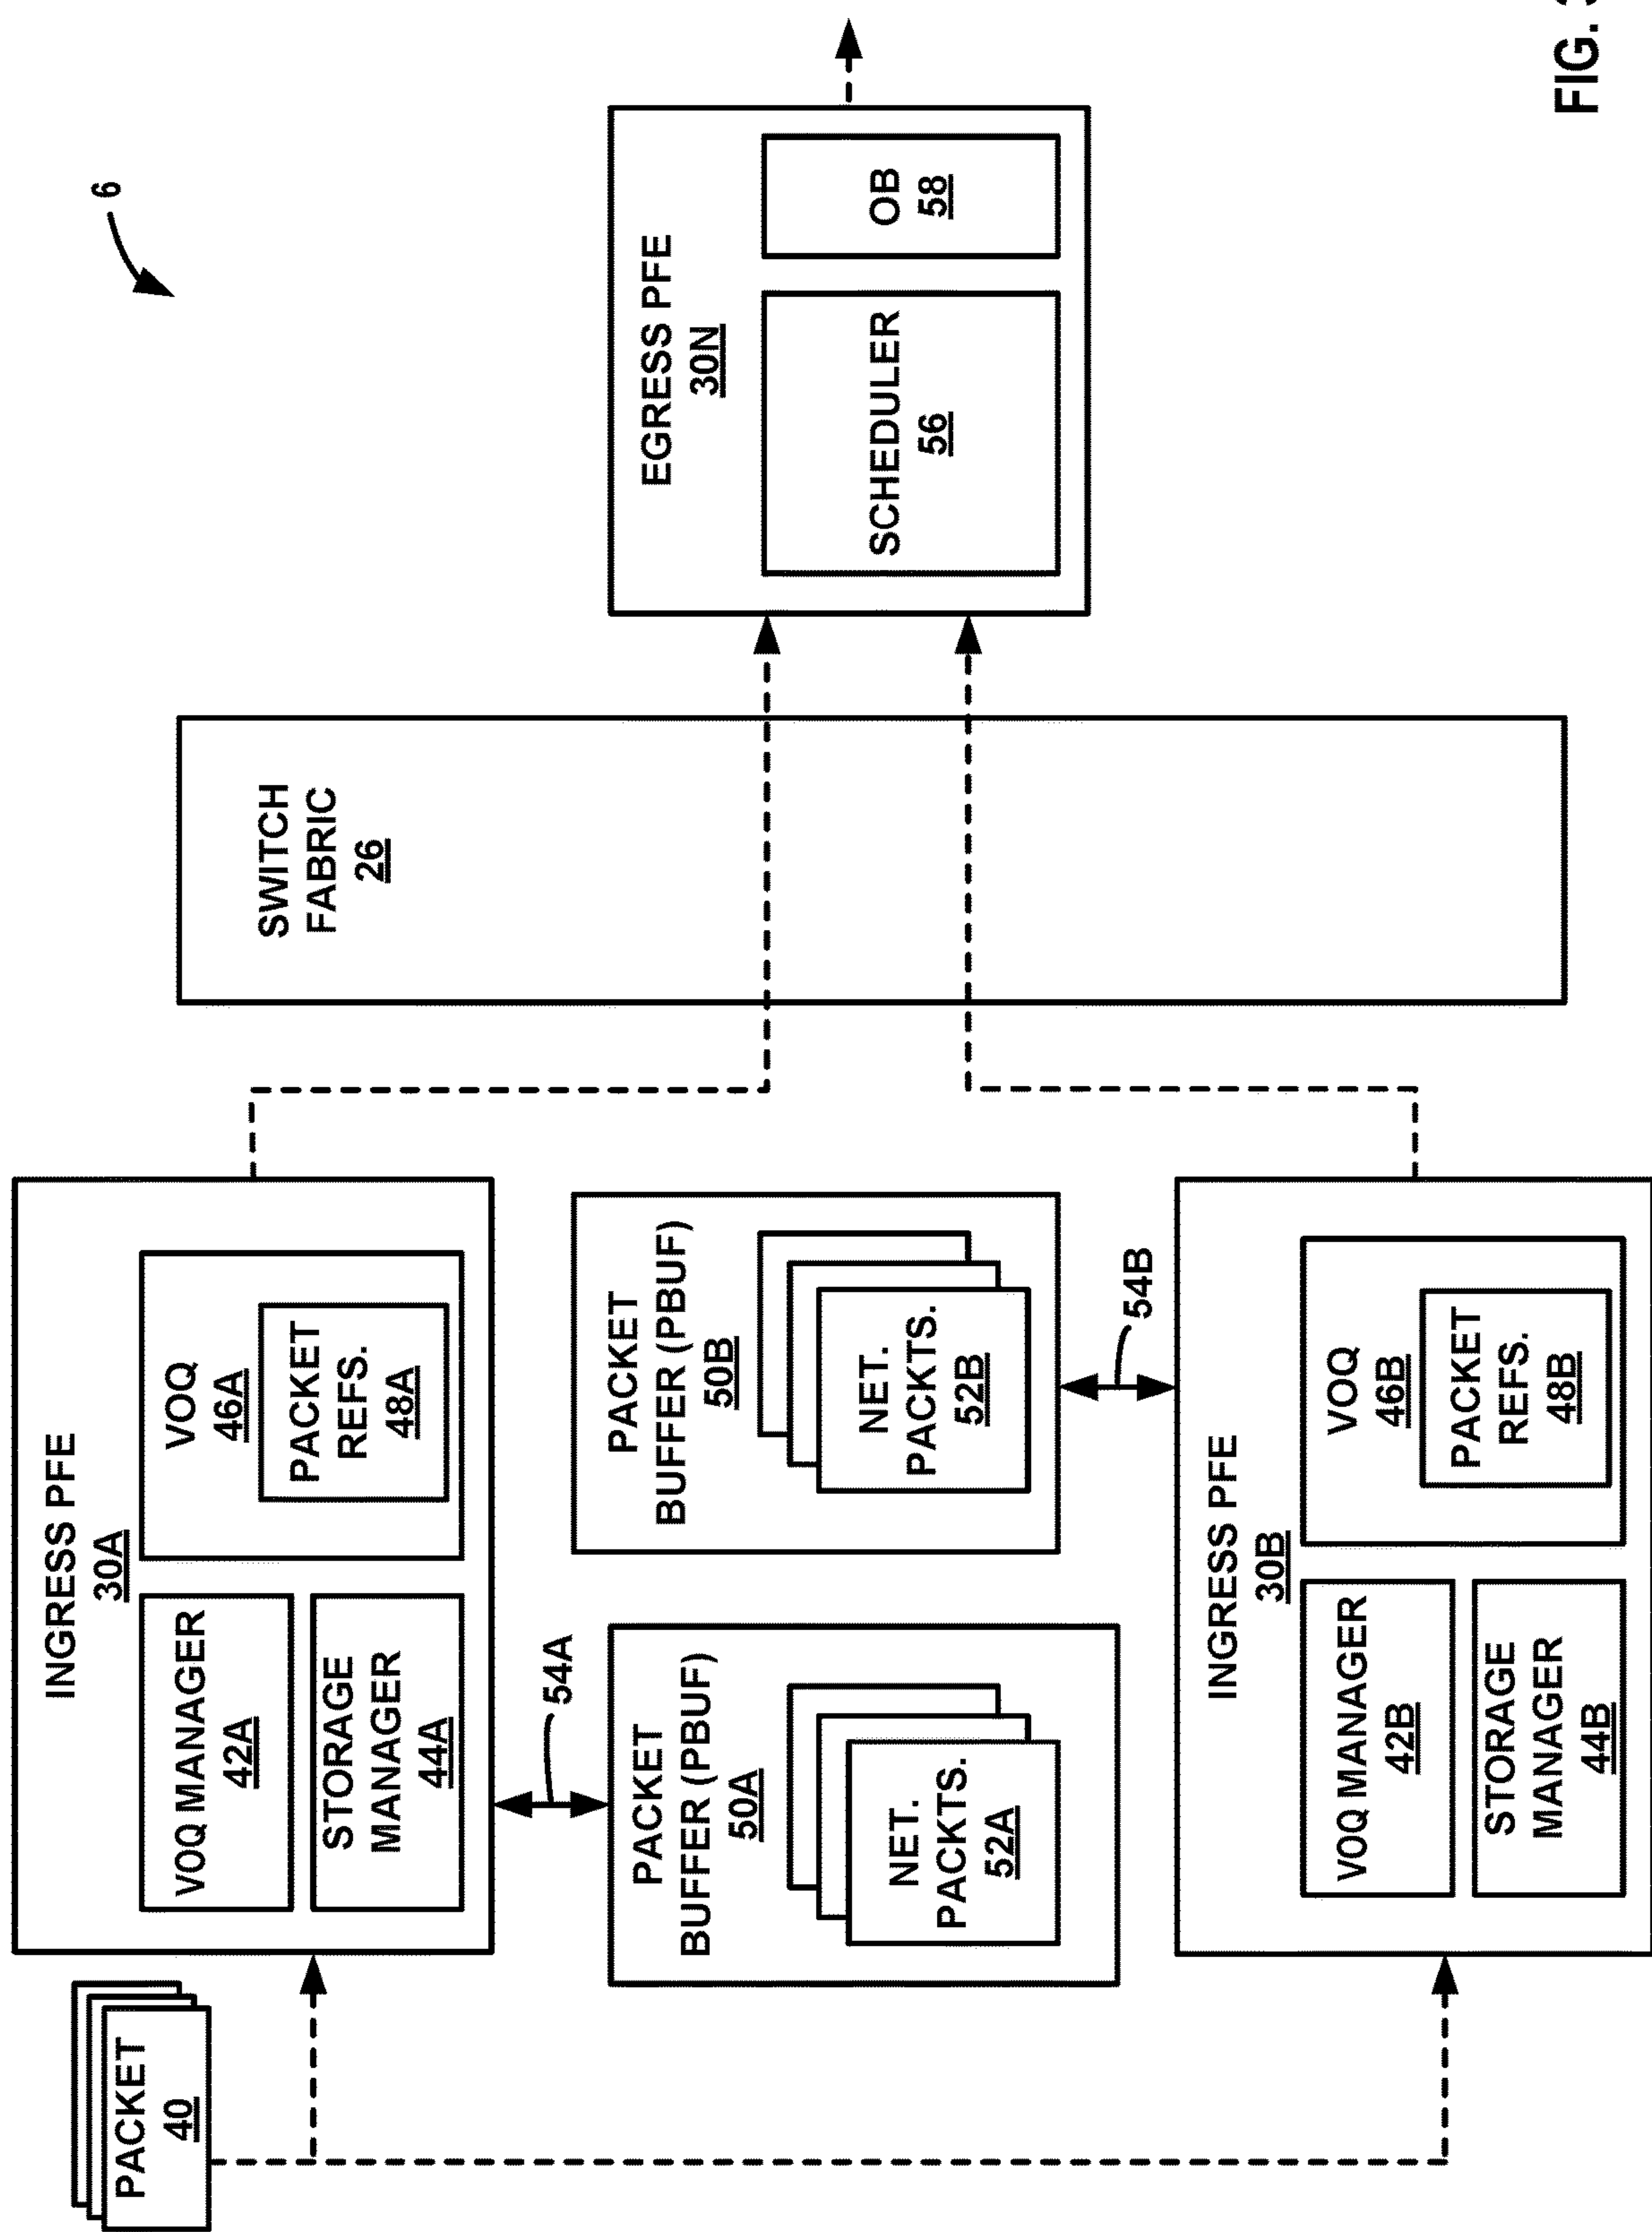 PACKET
40
INGRESS PFE
30A
VOQ MANAGER
42A
STORAGE
MANAGER
44A
VOQ
46A
PACKET
REFS.
48A
54A
PACKET
BUFFER (PBUF)
50A
NET.
PACKTS.
52A
PACKET
BUFFER (PBUF)
50B
NET.
PACKTS.
52B
54B
INGRESS PFE
30B
VOQ MANAGER
42B
STORAGE
MANAGER
44B
VOQ
46B
PACKET
REFS.
48B
SWITCH
FABRIC
26
6
EGRESS PFE
30N
SCHEDULER
56
OB
58
FIG.